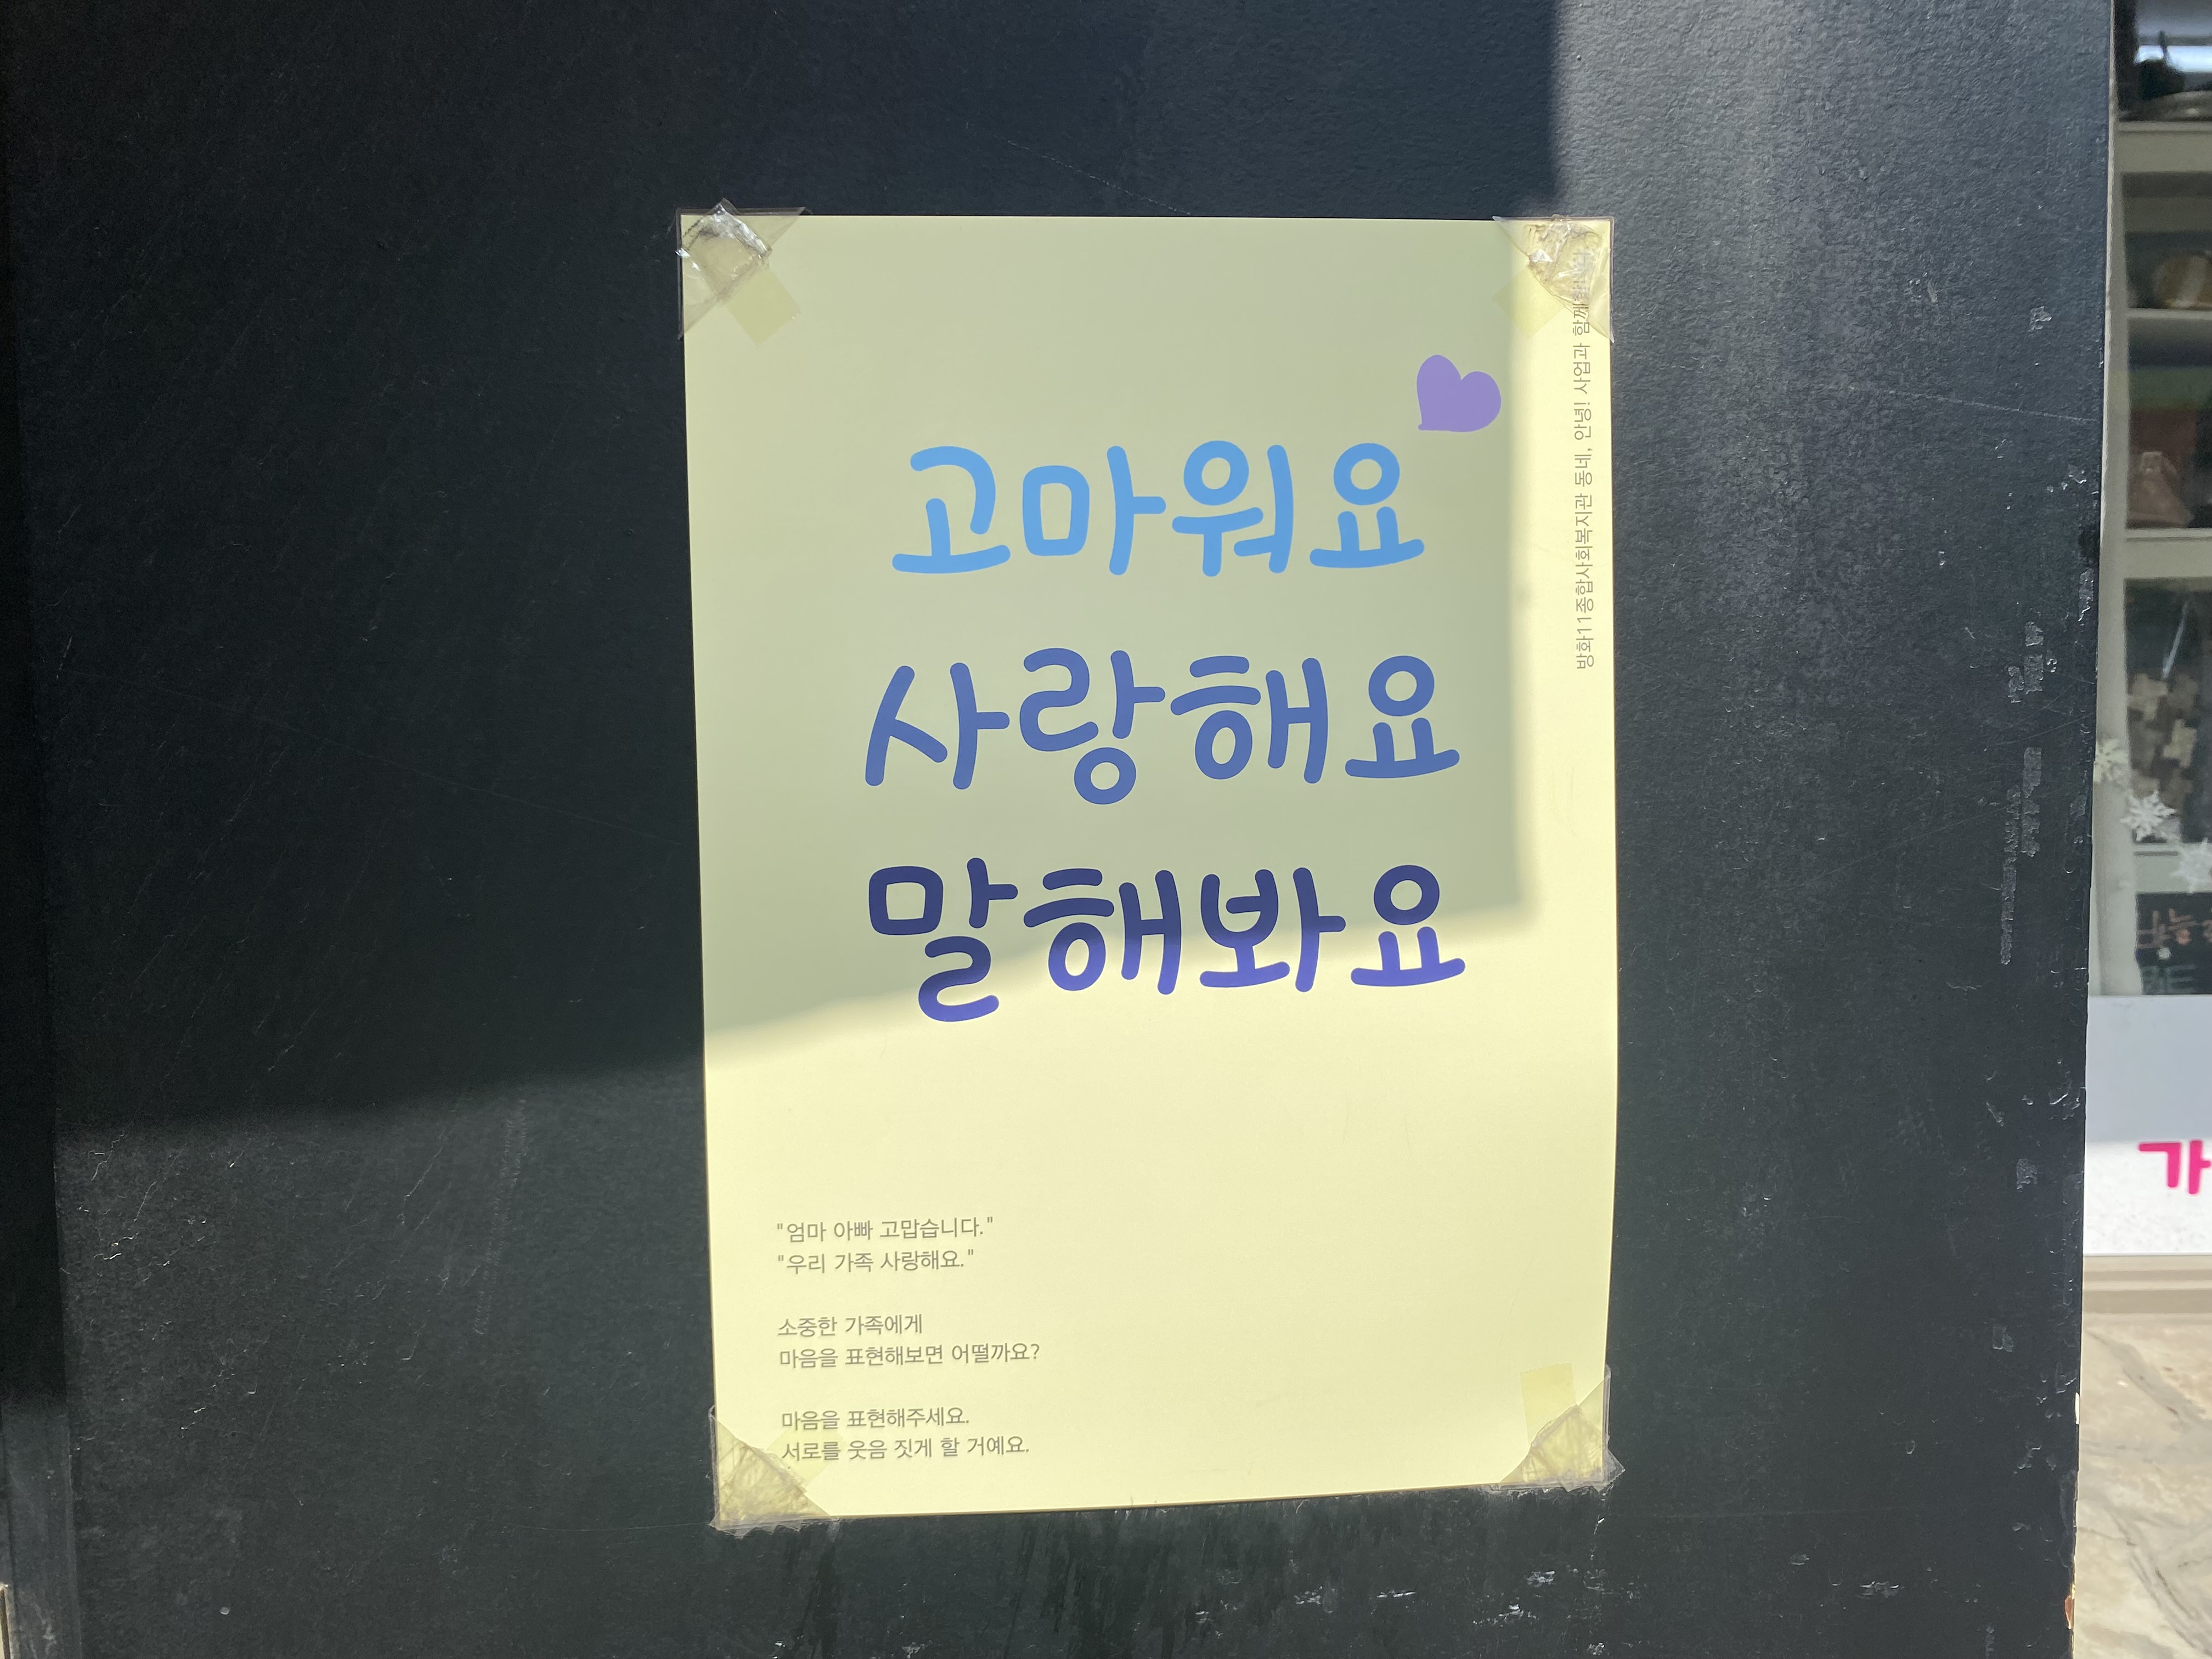 고마워요
사랑해요
말해봐요
"엄마 아빠 고맙습니다."
"우리 가족 사랑해요."
소중한 가족에게
마음을 표현해보면 어떨까요?
마음을 표현해주세요.
서로를 웃음 짓게 할 거예요.
방화11종합사회복지관 동네, 안녕! 사업과 함께
가